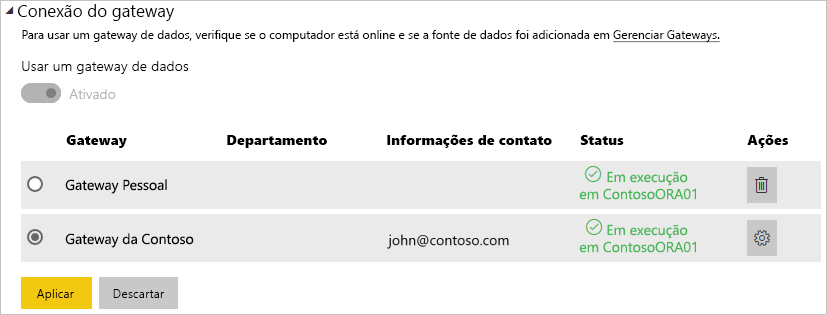 Conexão do gateway
Para usar um gateway de dados, verifique se o computador está online e se a fonte de dados foi adicionada em Gerenciar Gateways.
Usar um gateway de dados
Ativado
Gateway Departamento Informações de contato Status Ações
Gateway Pessoal Em execução
em ContosoORA01
Gateway da Contoso john@contoso.com Em execução
em ContosoORA01
Aplicar Descartar